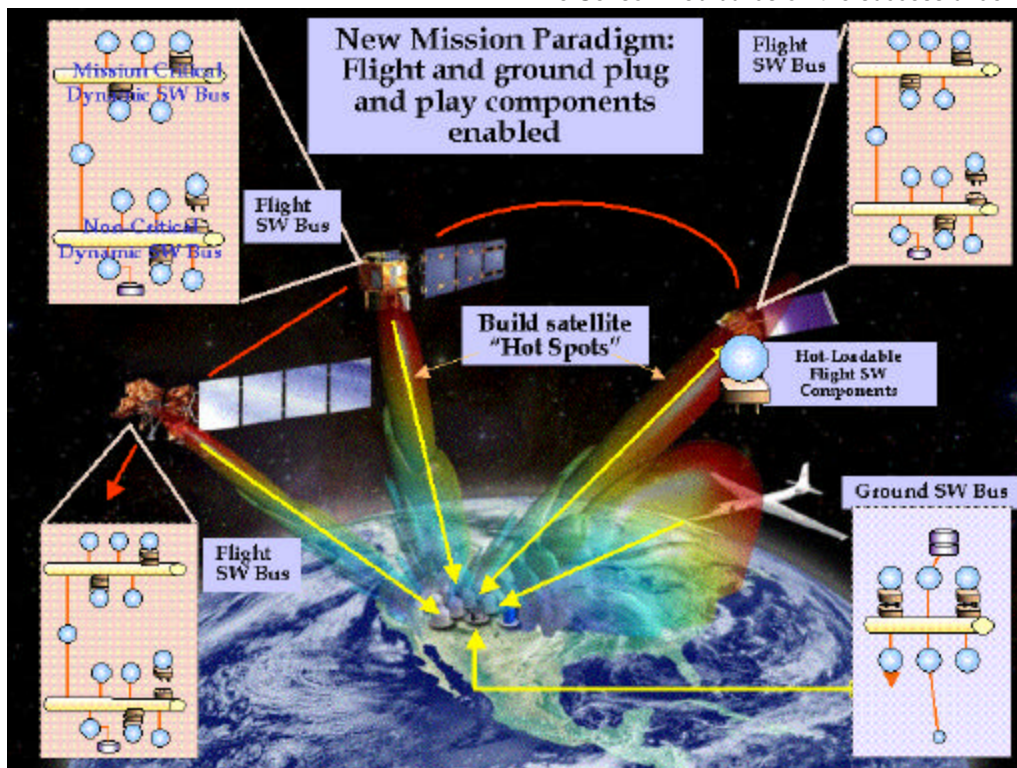 New Mission Paradigm:
Flight and ground plug
and play components
enabled
Mission Critical
Dynamic SW Bus
Non-Critical
Dynamic SW Bus
Flight
SW Bus
Flight
SW Bus
Build satellite
"Hot Spots"
Hot-Loadable
Flight SW
Components
Ground SW Bus
Flight
SW Bus